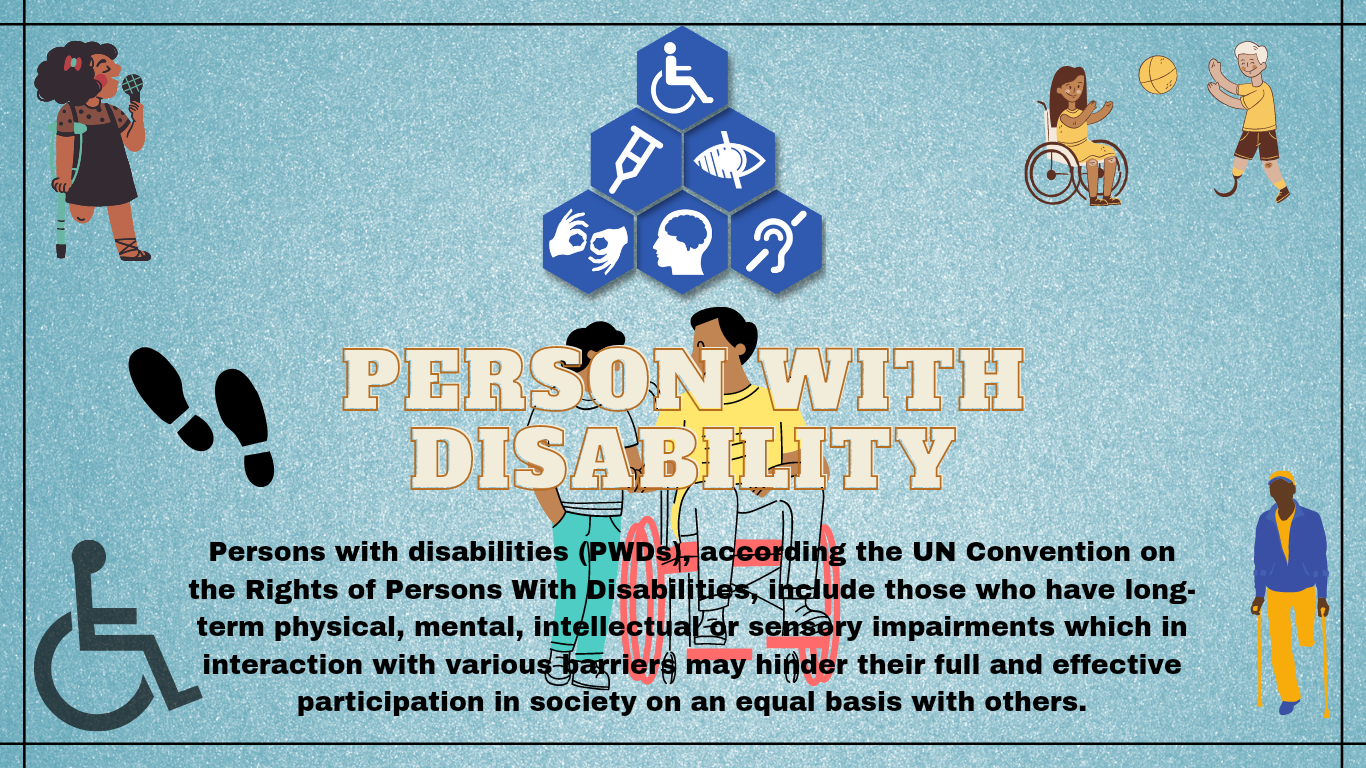 PERSON WITH
DISABILITY
Persons with disabilities (PWDs), according the UN Convention on
the Rights of Persons With Disabilities, include those who have long-
term physical, mental, intellectual or sensory impairments which in
interaction with various barriers may hinder their full and effective
participation in society on an equal basis with others.